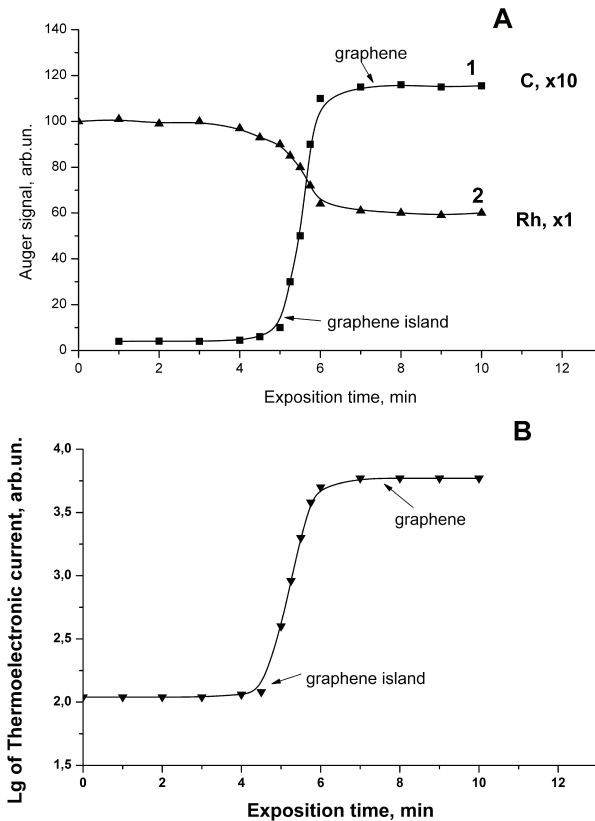 A
140
120
100
80
60
40
20
0
Auger signal, arb.un.
graphene
1
C, x10
2
Rh, x1
graphene island
0 2 4 6 8 10 12
Exposition time, min
B
4,0
3,5
3,0
2,5
2,0
1,5
Lg of Thermoelectronic current, arb.un.
graphene
graphene island
0 2 4 6 8 10 12
Exposition time, min